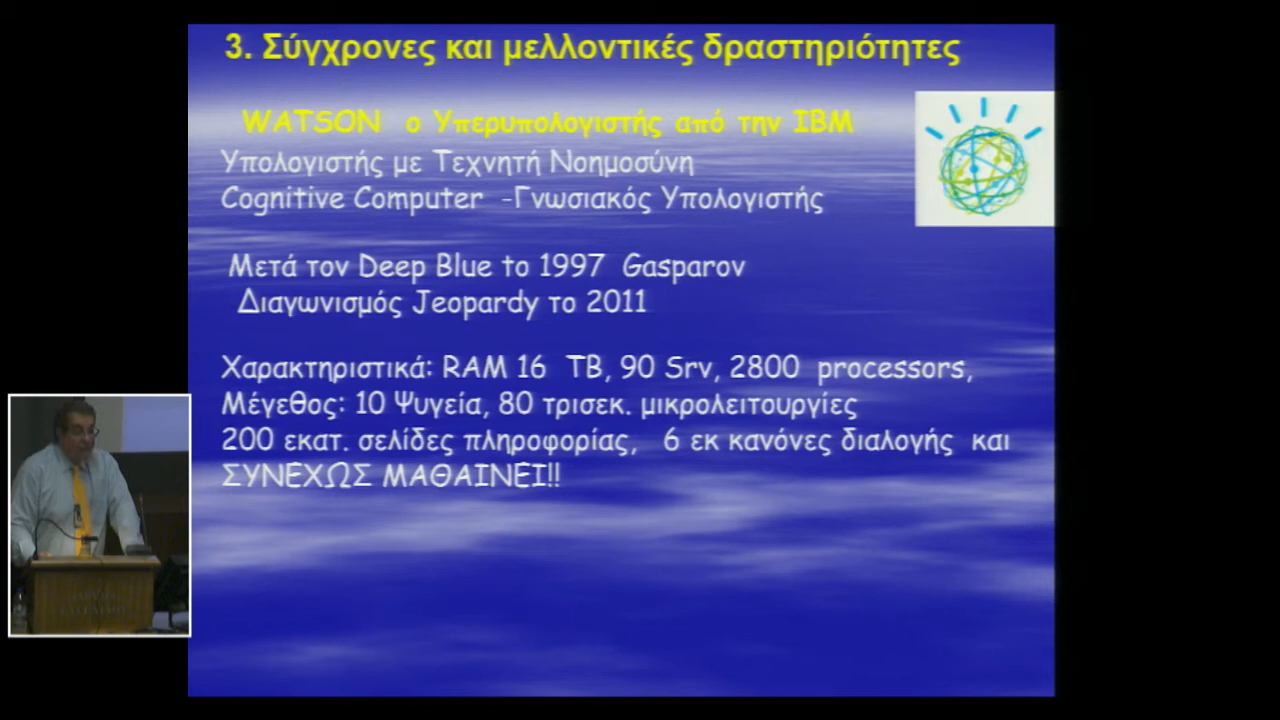 3. Σύγχρονες και μελλοντικές δραστηριότητες
WATSON ο Υπερυπολογιστής από την IBM
Υπολογιστής με Τεχνητή Νοημοσύνη
Cognitive Computer -Γνωσιακός Υπολογιστής
Μετά τον Deep Blue to 1997 Gasparov
Διαγωνισμός Jeopardy το 2011
Χαρακτηριστικά: RAM 16 TB, 90 Srv, 2800 processors,
Μέγεθος: 10 Ψυγεία, 80 τρισεκ. μικρολειτουργίες
200 εκατ. σελίδες πληροφορίας, 6 εκ κανόνες διαλογής και
ΣΥΝΕΧΩΣ ΜΑΘΑΙΝΕΙ!!